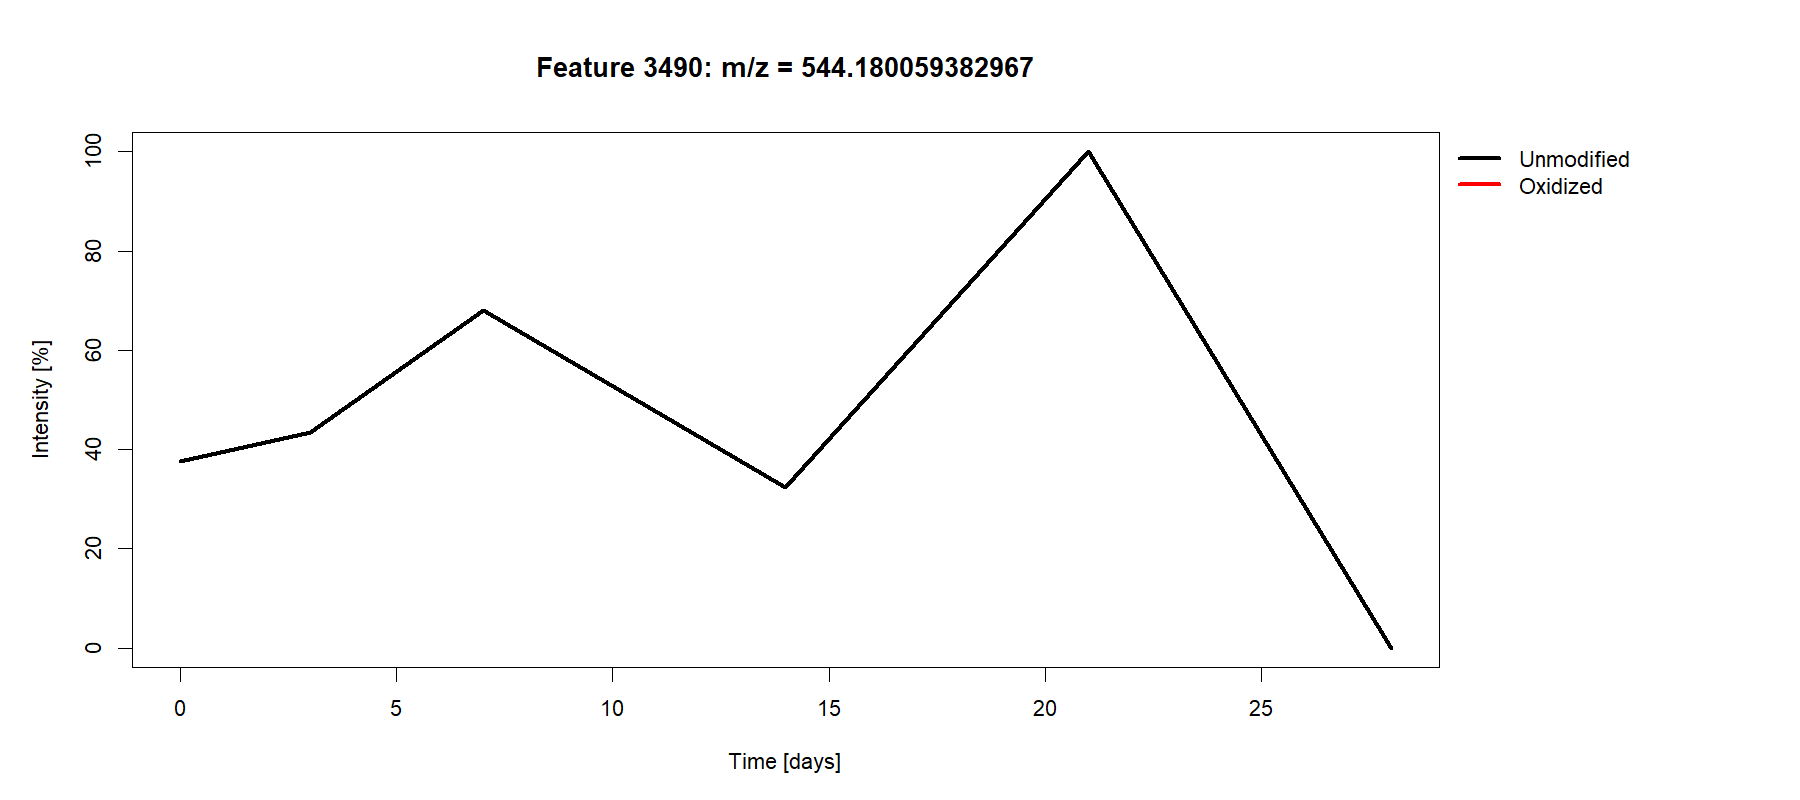 Feature 3490: m/z = 544.180059382967
Unmodified
Oxidized
Intensity [%]
100
80
60
40
20
0
0 5 10 15 20 25
Time [days]